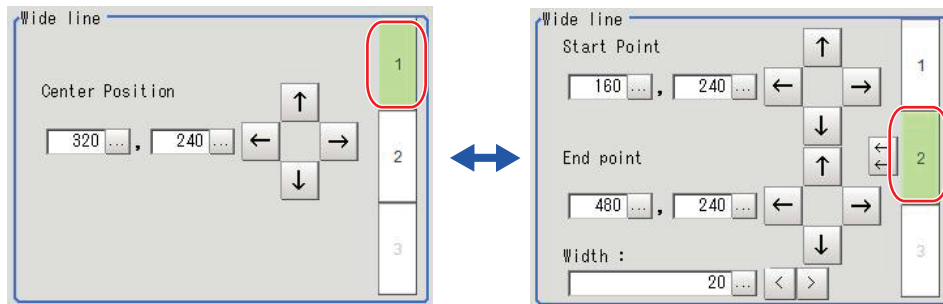 Wide line
1
Center Position
↑
320 ... , 240 ... ← →
2
↓
3
Wide line
Start Point
↑
1
160 ... , 240 ... ← →
↓
←
←
2
End point
↑
480 ... , 240 ... ← →
↓
3
Width :
20 ... < >